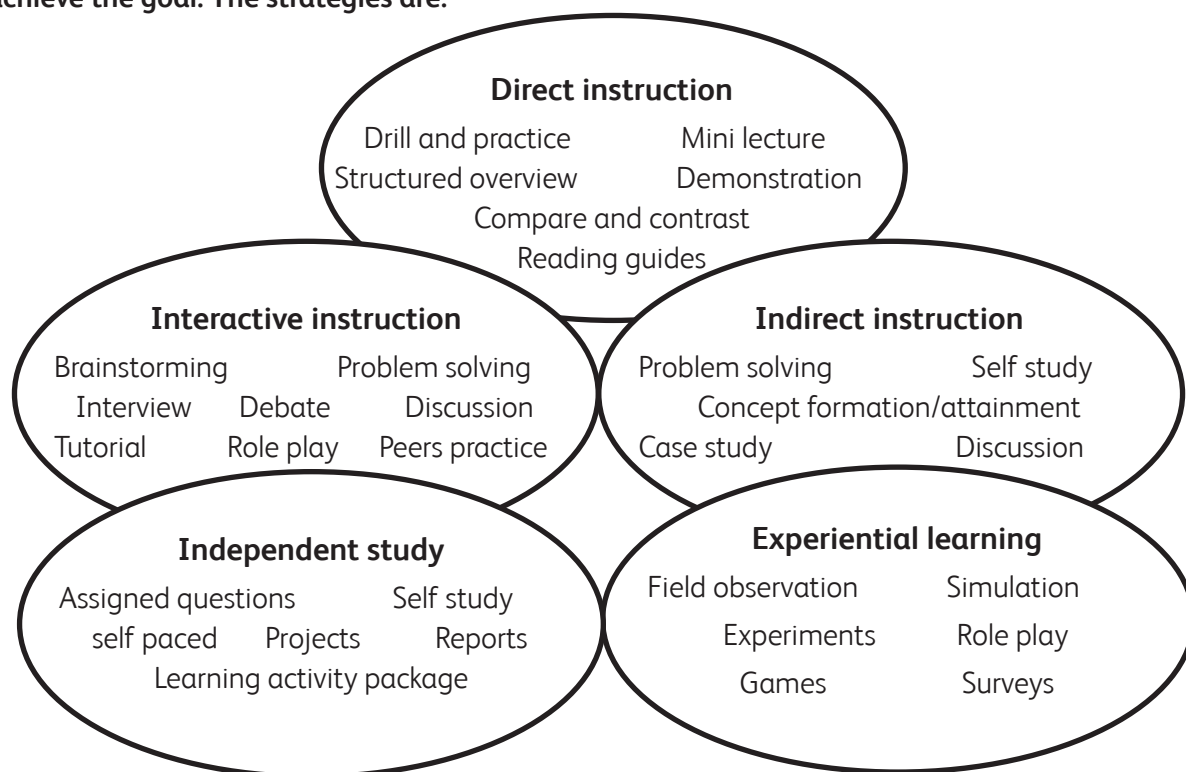 achieve the goal. The strategies are:
Direct instruction
Drill and practice Mini lecture
Structured overview Demonstration
Compare and contrast
Reading guides
Interactive instruction
Brainstorming Problem solving
Interview Debate Discussion
Tutorial Role play Peers practice
Indirect instruction
Problem solving Self study
Concept formation/attainment
Case study Discussion
Independent study
Assigned questions Self study
self paced Projects Reports
Learning activity package
Experiential learning
Field observation Simulation
Experiments Role play
Games Surveys